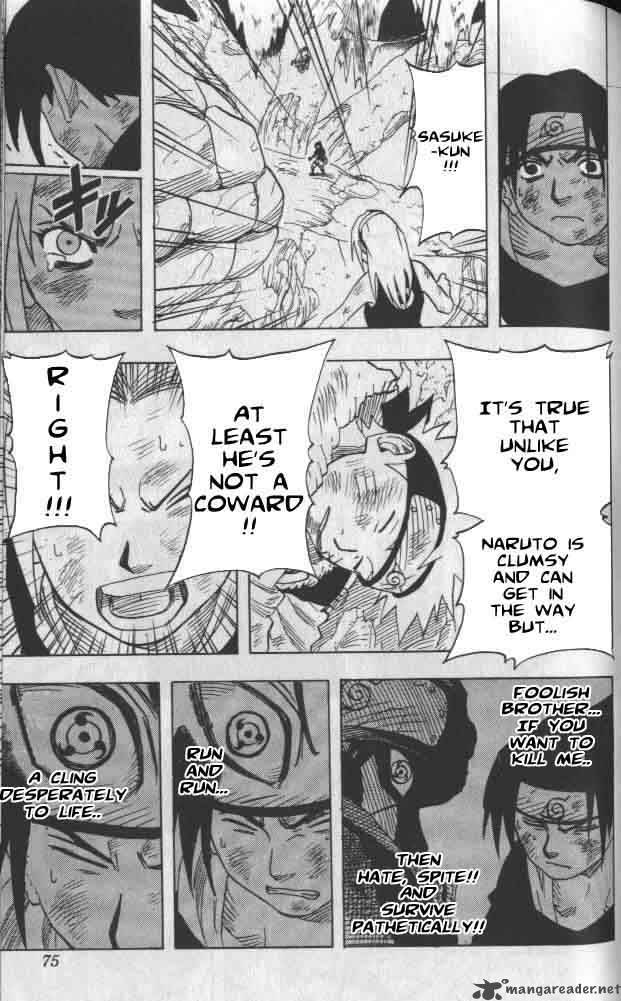 SASUKE
-KUN
!!!
キッ
IT'S TRUE
THAT
UNLIKE
YOU,
NARUTO IS
CLUMSY
AND CAN
GET IN
THE WAY
BUT...
AT
LEAST
HE'S
NOT A
COWARD
!!
R
I
G
H
T
!!!
FOOLISH
BROTHER...
IF YOU
WANT TO
KILL ME..
THEN
HATE, SPITE!!
AND
SURVIVE
PATHETICALLY!!
RUN
AND
RUN...
A CLING
DESPERATELY
TO LIFE..
75
mangareader.net